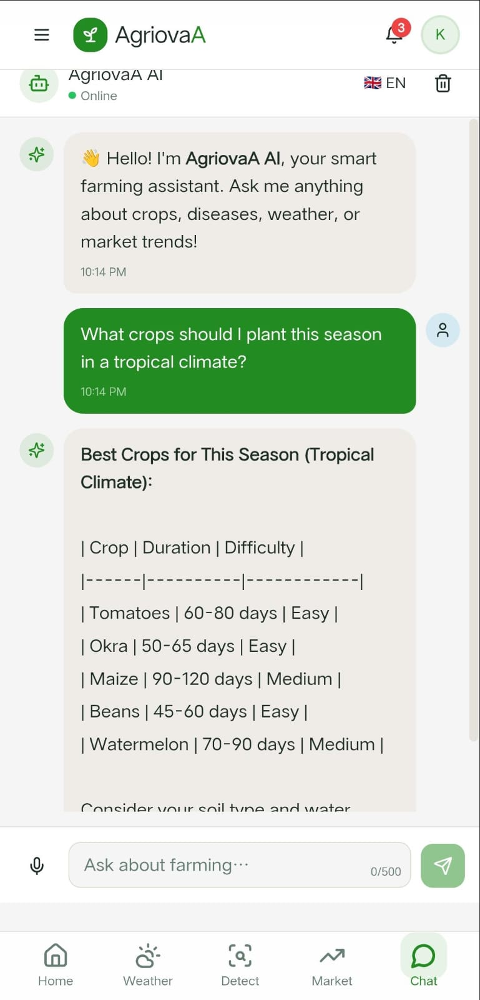 AgriovaA
3
K
AgriovaA AI
Online
🇬🇧 EN
👋 Hello! I'm AgriovaA AI, your smart
farming assistant. Ask me anything
about crops, diseases, weather, or
market trends!
10:14 PM
What crops should I plant this season
in a tropical climate?
10:14 PM
Best Crops for This Season (Tropical
Climate):
| Crop | Duration | Difficulty |
|------|----------|------------|
| Tomatoes | 60-80 days | Easy |
| Okra | 50-65 days | Easy |
| Maize | 90-120 days | Medium |
| Beans | 45-60 days | Easy |
| Watermelon | 70-90 days | Medium |
Consider your soil type and water
Ask about farming...
0/500
Home
Weather
Detect
Market
Chat